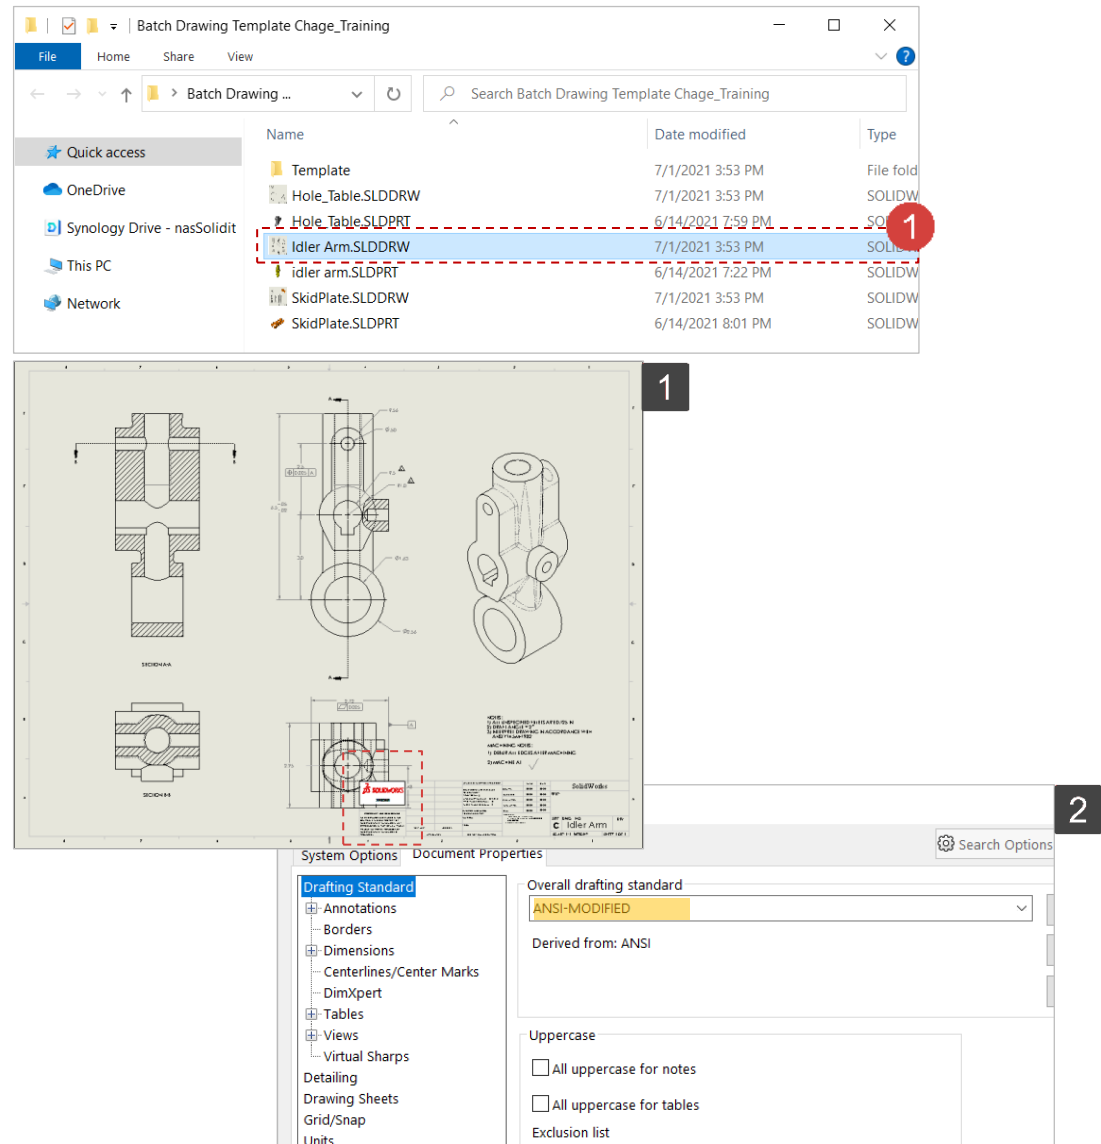 Batch Drawing Template Chage_Training
File Home Share View
Batch Drawing ...
Search Batch Drawing Template Chage_Training
Name Date modified Type
Quick access
OneDrive
Synology Drive - nasSolidit
This PC
Network
Template 7/1/2021 3:53 PM File fold
Hole_Table.SLDDRW 7/1/2021 3:53 PM SOLIDW
Hole_Table.SLDPRT 6/14/2021 7:59 PM
1
Idler Arm.SLDDRW 7/1/2021 3:53 PM SOLIDW
idler arm.SLDPRT 6/14/2021 7:22 PM SOLIDW
SkidPlate.SLDDRW 7/1/2021 3:53 PM SOLIDW
SkidPlate.SLDPRT 6/14/2021 8:01 PM SOLIDW
1
SECTION A-A
SECTION B-B
SOLIDWORKS
SolidWorks
C Idler Arm
2
System Options Document Properties
Search Options
Drafting Standard
Annotations
Borders
Dimensions
Centerlines/Center Marks
DimXpert
Tables
Views
Virtual Sharps
Detailing
Drawing Sheets
Grid/Snap
Units
Overall drafting standard
ANSI-MODIFIED
Derived from: ANSI
Uppercase
All uppercase for notes
All uppercase for tables
Exclusion list